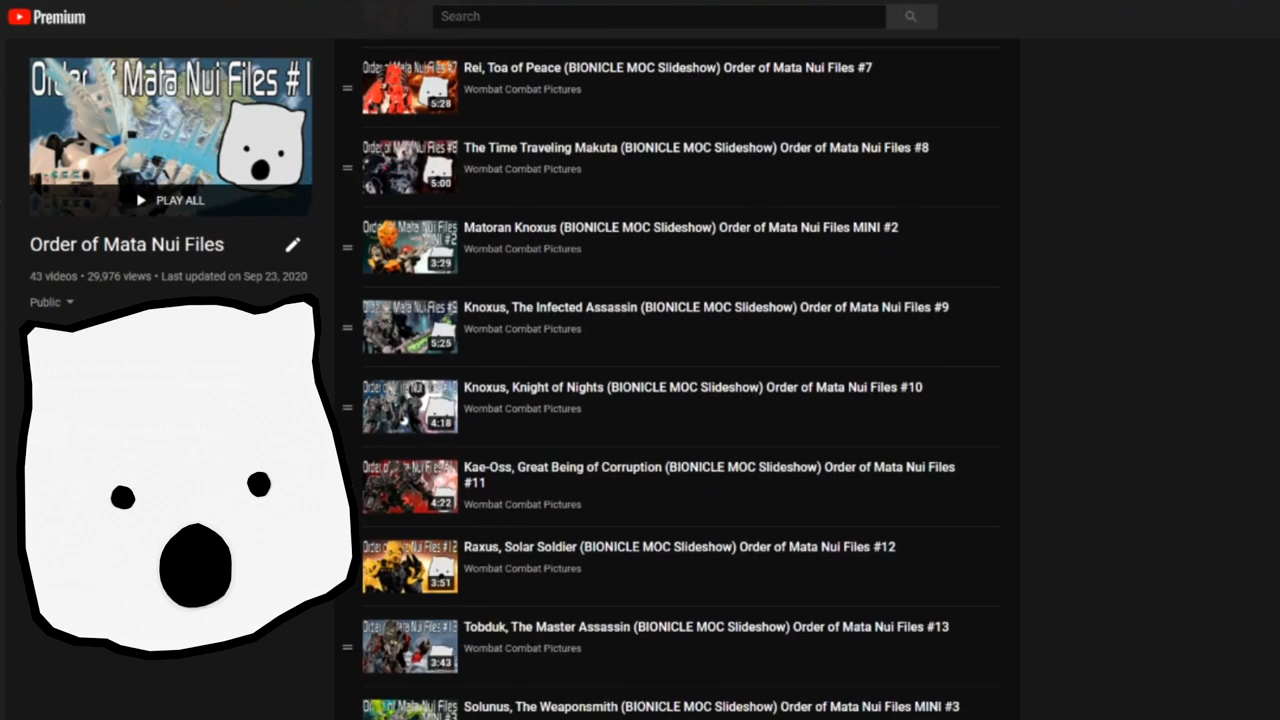 Premium
Search
Order of Mata Nui Files #1
PLAY ALL
Order of Mata Nui Files
43 videos • 29,976 views • Last updated on Sep 23, 2020
Public
5:28
Rei, Toa of Peace (BIONICLE MOC Slideshow) Order of Mata Nui Files #7
Wombat Combat Pictures
5:00
The Time Traveling Makuta (BIONICLE MOC Slideshow) Order of Mata Nui Files #8
Wombat Combat Pictures
Order of Mata Nui Files
MINI #2
3:29
Matoran Knoxus (BIONICLE MOC Slideshow) Order of Mata Nui Files MINI #2
Wombat Combat Pictures
5:25
Knoxus, The Infected Assassin (BIONICLE MOC Slideshow) Order of Mata Nui Files #9
Wombat Combat Pictures
4:18
Knoxus, Knight of Nights (BIONICLE MOC Slideshow) Order of Mata Nui Files #10
Wombat Combat Pictures
4:22
Kae-Oss, Great Being of Corruption (BIONICLE MOC Slideshow) Order of Mata Nui Files
#11
Wombat Combat Pictures
3:51
Raxus, Solar Soldier (BIONICLE MOC Slideshow) Order of Mata Nui Files #12
Wombat Combat Pictures
3:43
Tobduk, The Master Assassin (BIONICLE MOC Slideshow) Order of Mata Nui Files #13
Wombat Combat Pictures
Solunus, The Weaponsmith (BIONICLE MOC Slideshow) Order of Mata Nui Files MINI #3